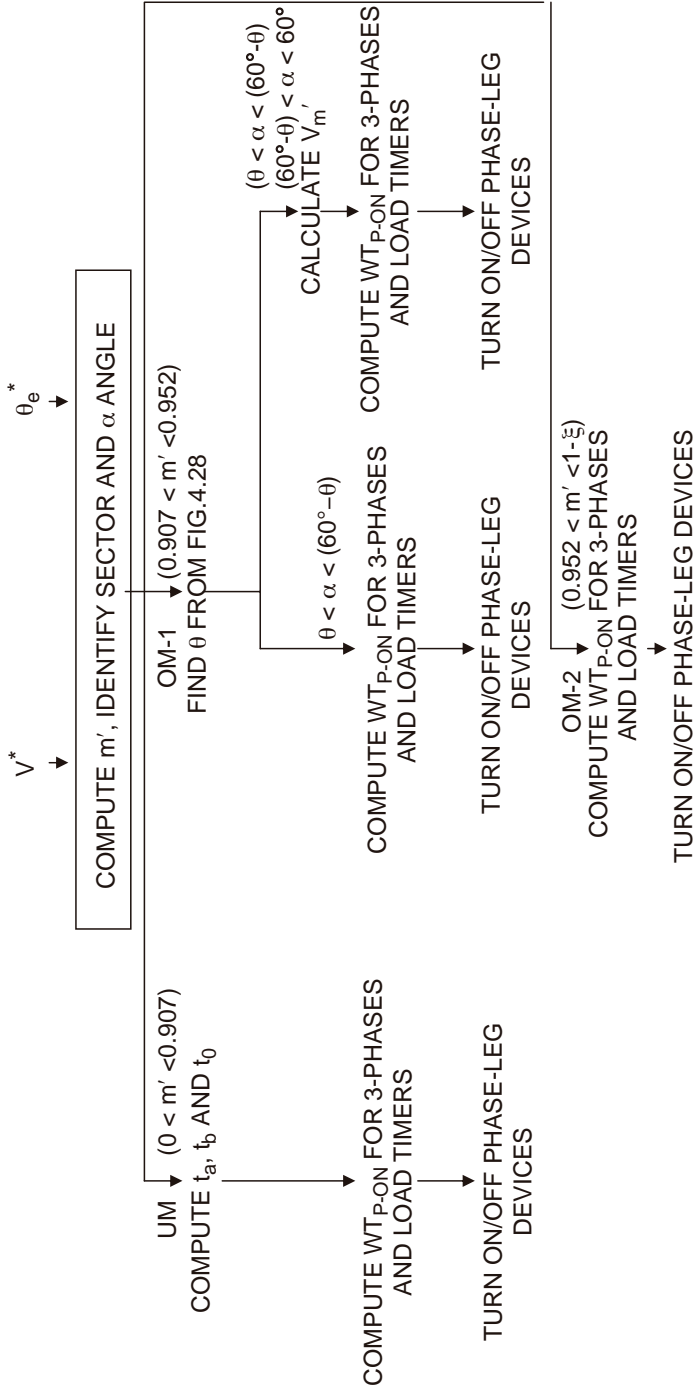 V*
θe*
COMPUTE m′, IDENTIFY SECTOR AND α ANGLE
UM (0 < m′ <0.907)
COMPUTE ta, tb AND t0
COMPUTE WTP-ON FOR 3-PHASES
AND LOAD TIMERS
TURN ON/OFF PHASE-LEG
DEVICES
OM-1 (0.907 < m′ <0.952)
FIND θ FROM FIG.4.28
θ < α < (60°–θ)
COMPUTE WTP-ON FOR 3-PHASES
AND LOAD TIMERS
TURN ON/OFF PHASE-LEG
DEVICES
(θ < α < (60°-θ)
(60°-θ) < α < 60°
CALCULATE Vm′
COMPUTE WTP-ON FOR 3-PHASES
AND LOAD TIMERS
TURN ON/OFF PHASE-LEG
DEVICES
OM-2 (0.952 < m′ <1-ξ)
COMPUTE WTP-ON FOR 3-PHASES
AND LOAD TIMERS
TURN ON/OFF PHASE-LEG DEVICES